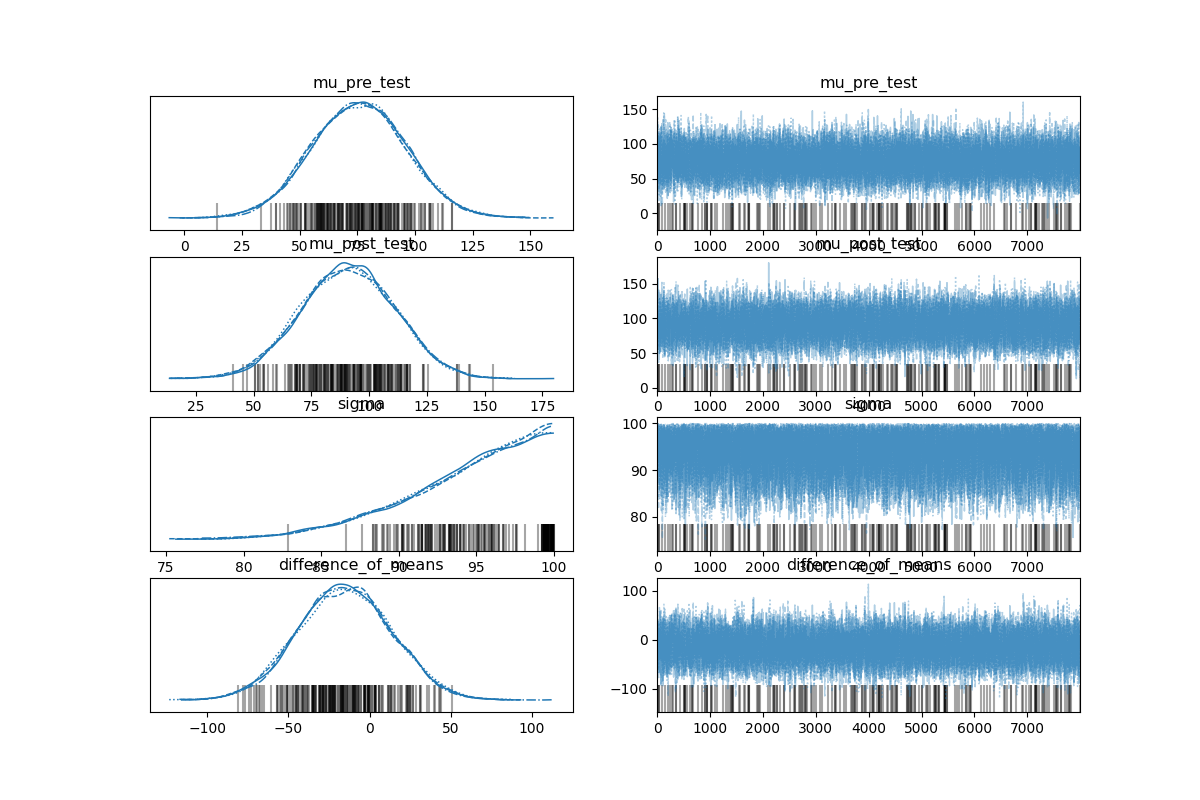 mu_pre_test mu_pre_test
150
100
50
0
0 25 50 75 100 125 150 0 1000 2000 3000 4000 5000 6000 7000
mu_post_test mu_post_test
150
100
50
0
25 50 75 100 125 150 175 0 1000 2000 3000 4000 5000 6000 7000
sigma sigma
100
90
80
75 80 85 90 95 100 0 1000 2000 3000 4000 5000 6000 7000
difference_of_means difference_of_means
100
0
−100
−100 −50 0 50 100 0 1000 2000 3000 4000 5000 6000 7000